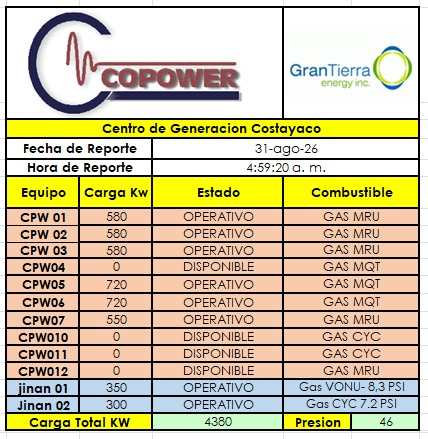 COPOWER
GranTierra
energy inc.
Centro de Generacion Costayaco
Fecha de Reporte 31-ago-26
Hora de Reporte 4:59:20 a. m.
Equipo Carga Kw Estado Combustible
CPW 01 580 OPERATIVO GAS MRU
CPW 02 580 OPERATIVO GAS MRU
CPW 03 580 OPERATIVO GAS MRU
CPW04 0 DISPONIBLE GAS MQT
CPW05 720 OPERATIVO GAS MQT
CPW06 720 OPERATIVO GAS MQT
CPW07 550 OPERATIVO GAS MRU
CPW010 0 DISPONIBLE GAS CYC
CPW011 0 DISPONIBLE GAS CYC
CPW012 0 DISPONIBLE GAS MRU
jinan 01 350 OPERATIVO Gas VONU- 8,3 PSI
Jinan 02 300 OPERATIVO Gas CYC 7.2 PSI
Carga Total KW 4380 Presion 46